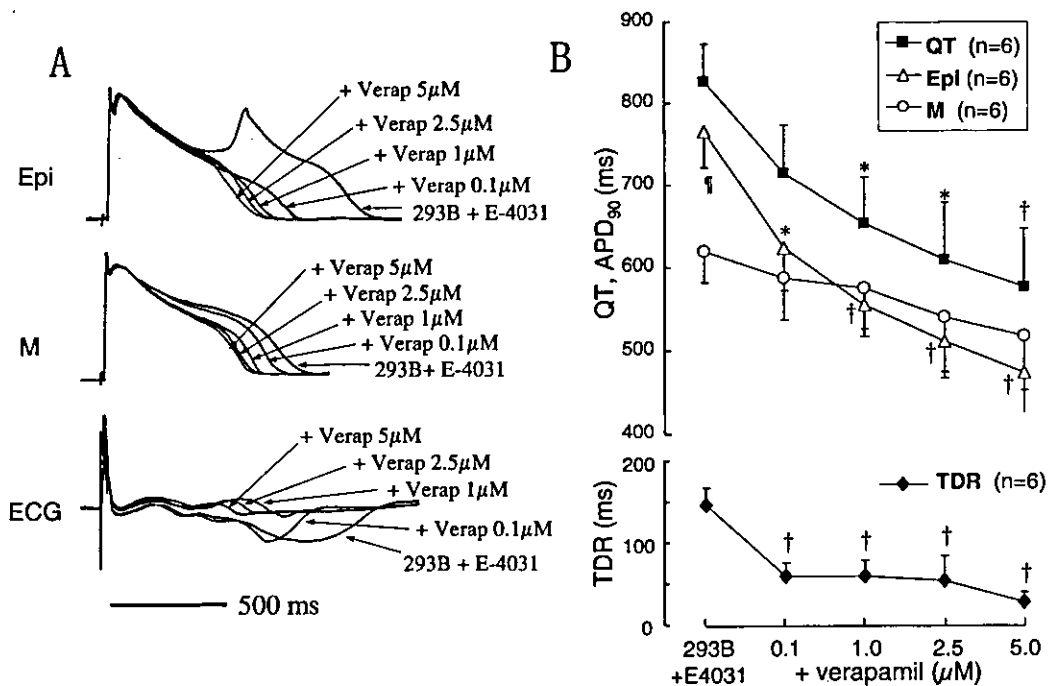 A
Epi
+ Verap 5µM
+ Verap 2.5µM
+ Verap 1µM
+ Verap 0.1µM
293B + E-4031
M
+ Verap 5µM
+ Verap 2.5µM
+ Verap 1µM
+ Verap 0.1µM
293B+ E-4031
ECG
+ Verap 5µM
+ Verap 2.5µM
+ Verap 1µM
+ Verap 0.1µM
293B + E-4031
500 ms
B
QT (n=6)
Epi (n=6)
M (n=6)
QT, APD90 (ms)
900
800
700
600
500
400
¶
*
*
*
†
‡
†
†
TDR (n=6)
TDR (ms)
200
100
0
†
†
†
†
293B
+E4031
0.1
1.0
2.5
5.0
+ verapamil (µM)